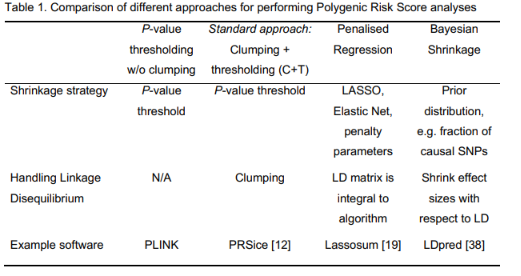 Table 1. Comparison of different approaches for performing Polygenic Risk Score analyses
P-value Standard approach: Penalised Bayesian
thresholding Clumping + Regression Shrinkage
w/o clumping thresholding (C+T)
Shrinkage strategy P-value P-value threshold LASSO, Prior
threshold Elastic Net, distribution,
penalty e.g. fraction of
parameters causal SNPs
Handling Linkage N/A Clumping LD matrix is Shrink effect
Disequilibrium integral to sizes with
algorithm respect to LD
Example software PLINK PRSice [12] Lassosum [19] LDpred [38]